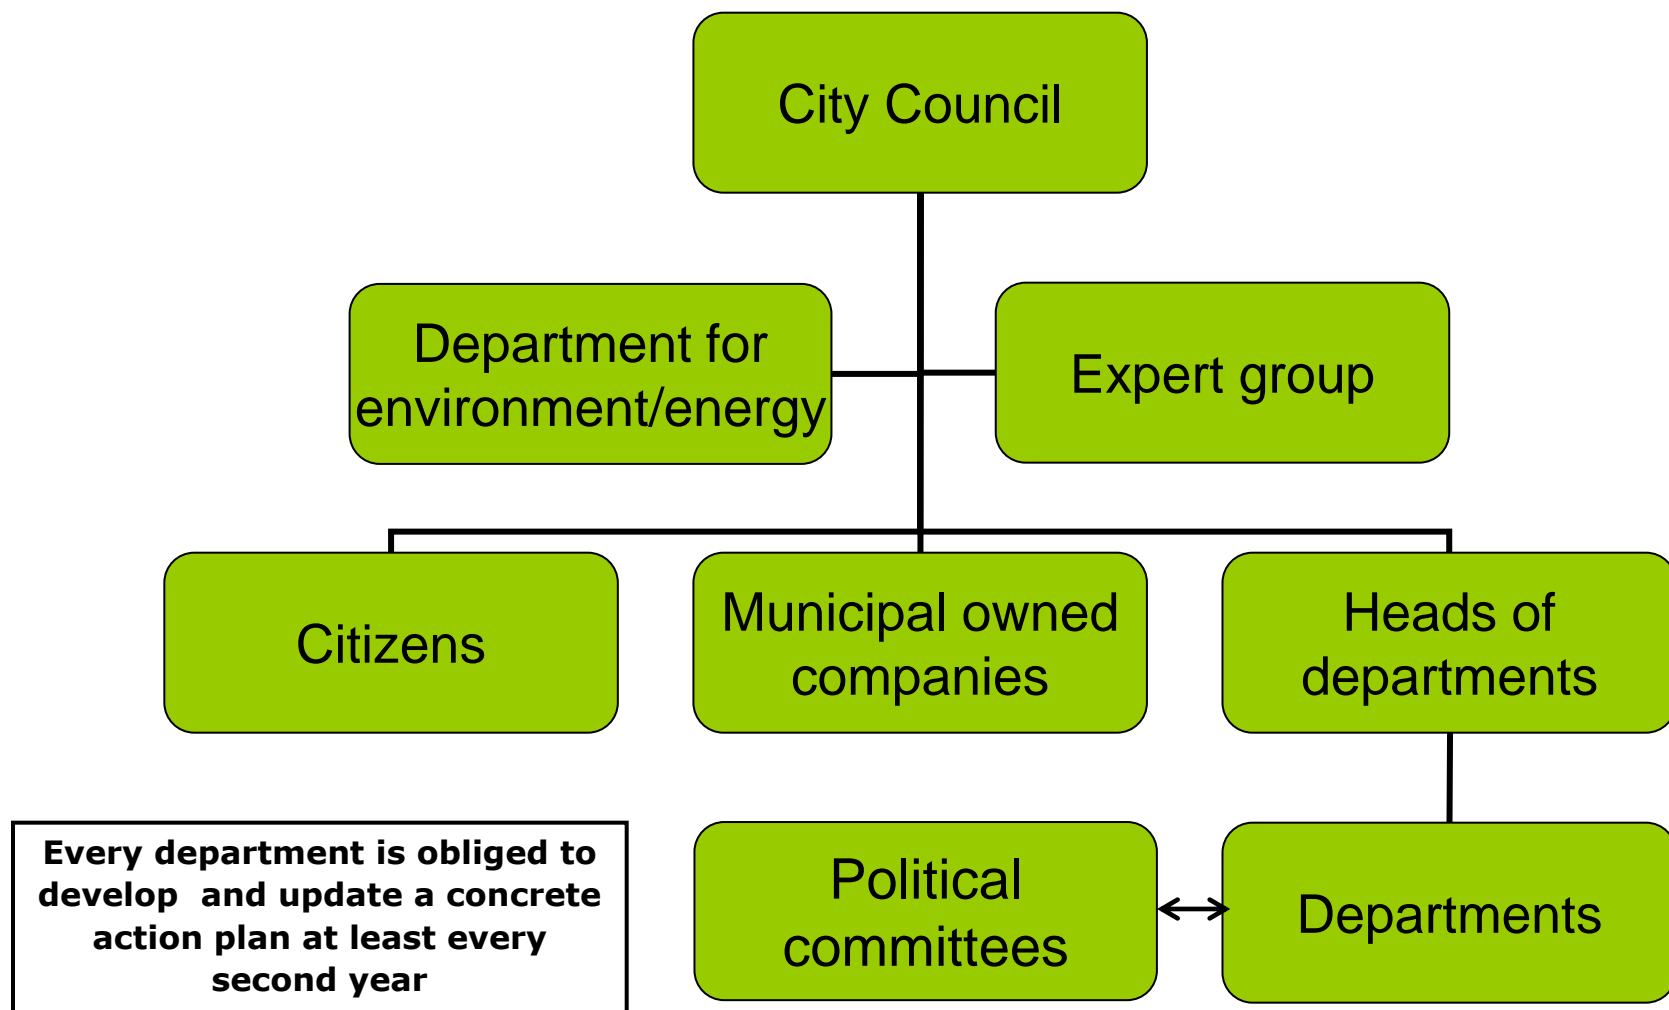 City Council
Department for
environment/energy
Expert group
Citizens
Municipal owned
companies
Heads of
departments
Every department is obliged to
develop  and update a concrete
action plan at least every
second year
Political
committees
Departments